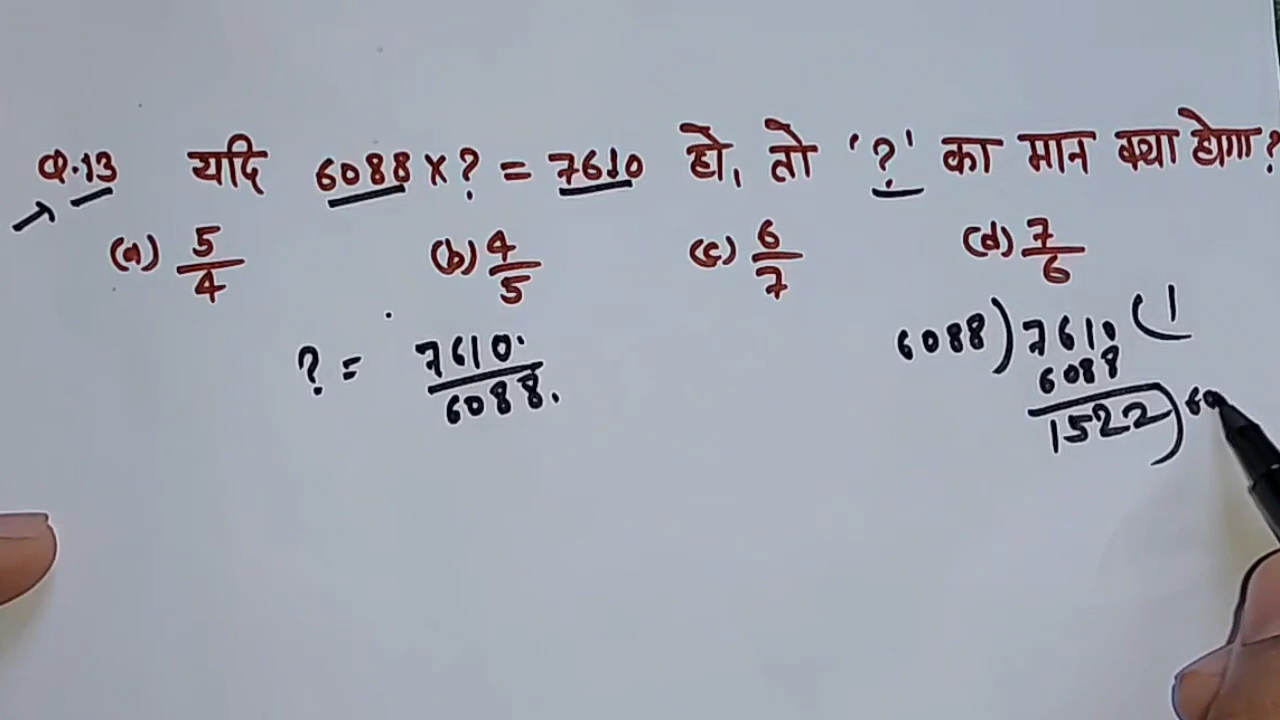 Q.13 यदि 6088 × ? = 7610 हो, तो '?' का मान क्या होगा?
(a) 5/4 (b) 4/5 (c) 6/7 (d) 7/6
? = 7610/6088
6088) 7610 (1
6088
1522) 60